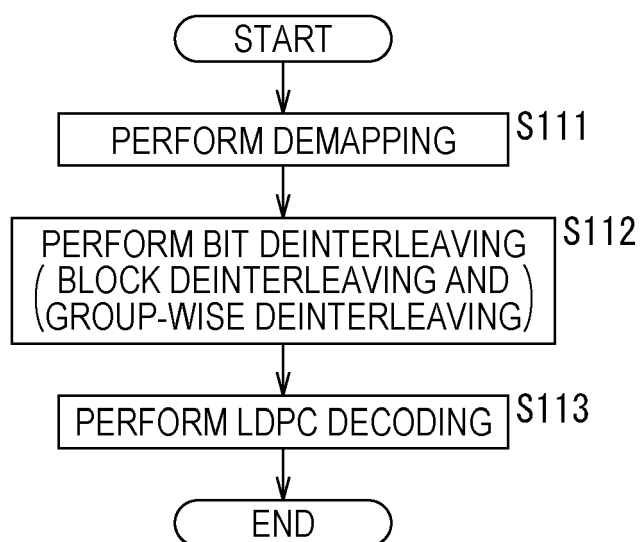 START
PERFORM DEMAPPING
S111
PERFORM BIT DEINTERLEAVING
S112
(BLOCK DEINTERLEAVING AND
GROUP-WISE DEINTERLEAVING)
PERFORM LDPC DECODING
S113
END